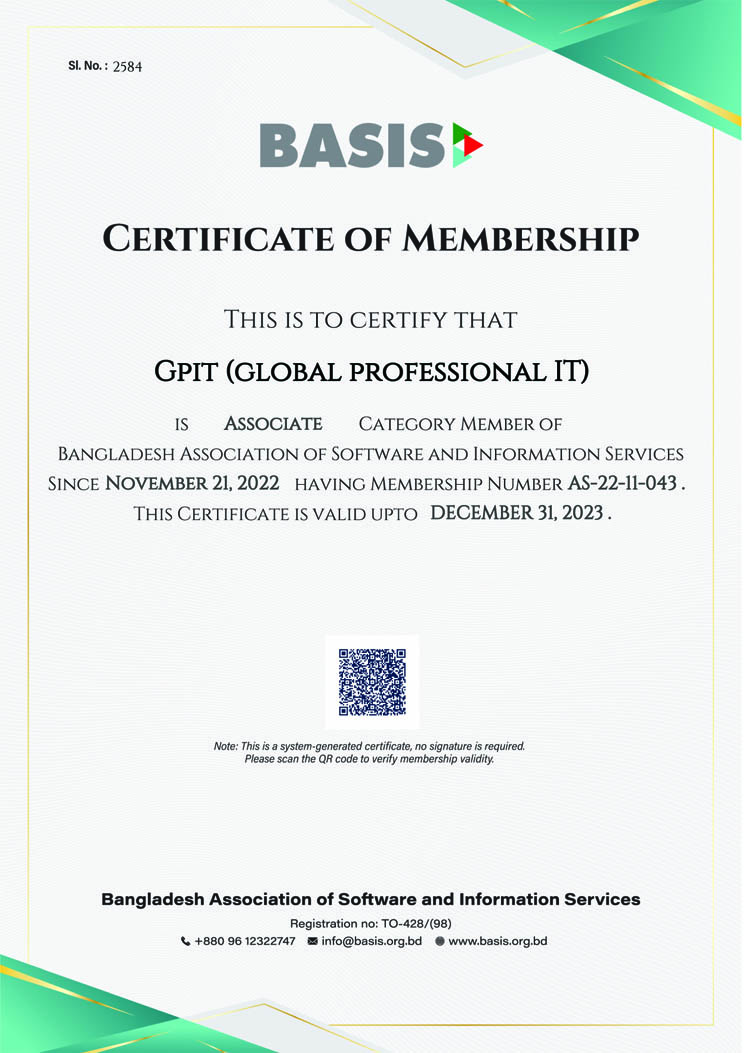 Sl. No. : 2584
BASIS
Certificate of Membership
This is to certify that
Gpit (global professional IT)
is Associate Category Member of
Bangladesh Association of Software and Information Services
Since November 21, 2022 having Membership Number AS-22-11-043 .
This Certificate is valid upto December 31, 2023 .
Note: This is a system-generated certificate, no signature is required.
Please scan the QR code to verify membership validity.
Bangladesh Association of Software and Information Services
Registration no: TO-428/(98)
+880 96 12322747 info@basis.org.bd www.basis.org.bd